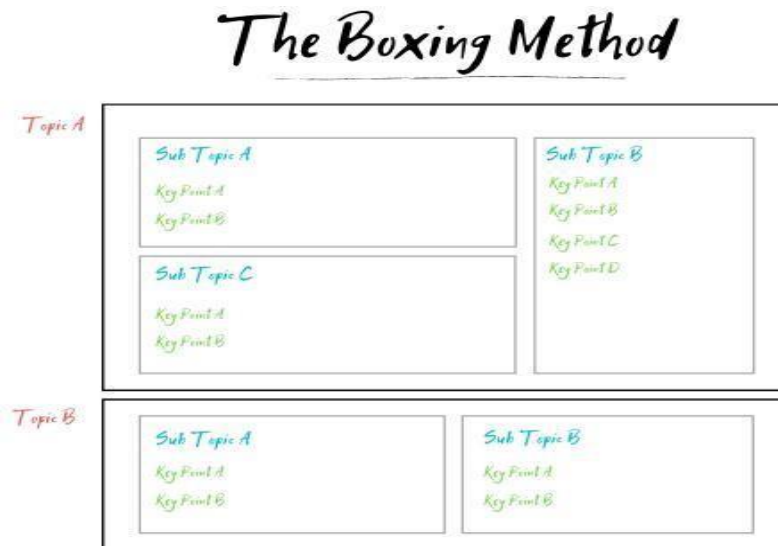 The Boxing Method
Topic A
Sub Topic A
Key Point A
Key Point B
Sub Topic B
Key Point A
Key Point B
Key Point C
Key Point D
Sub Topic C
Key Point A
Key Point B
Topic B
Sub Topic A
Key Point A
Key Point B
Sub Topic B
Key Point A
Key Point B